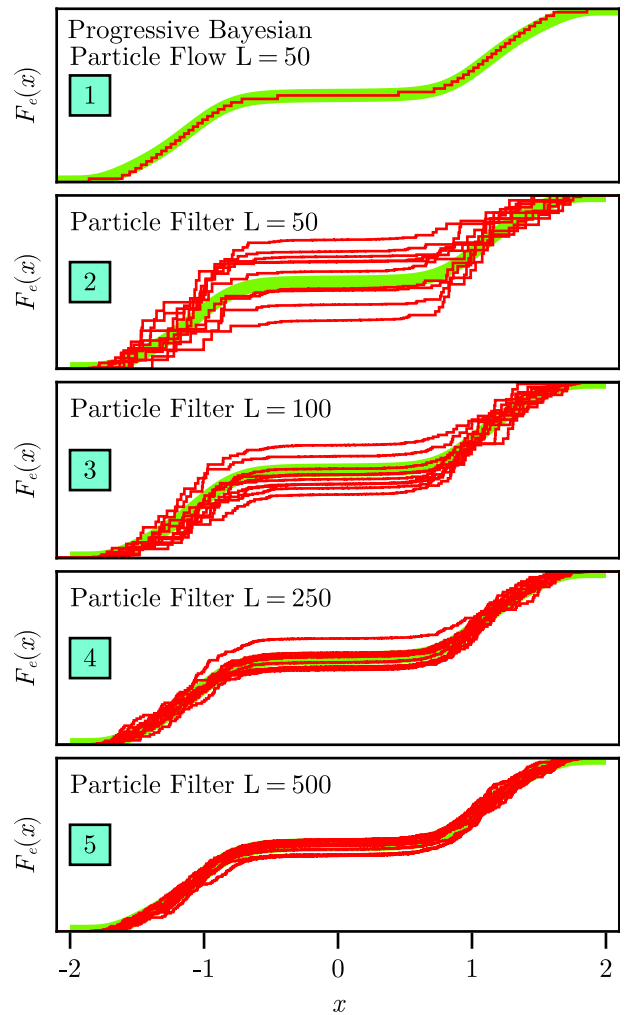 Progressive Bayesian
Particle Flow L = 50
F_e(x)
1
Particle Filter L = 50
F_e(x)
2
Particle Filter L = 100
F_e(x)
3
Particle Filter L = 250
F_e(x)
4
Particle Filter L = 500
F_e(x)
5
-2 -1 0 1 2
x